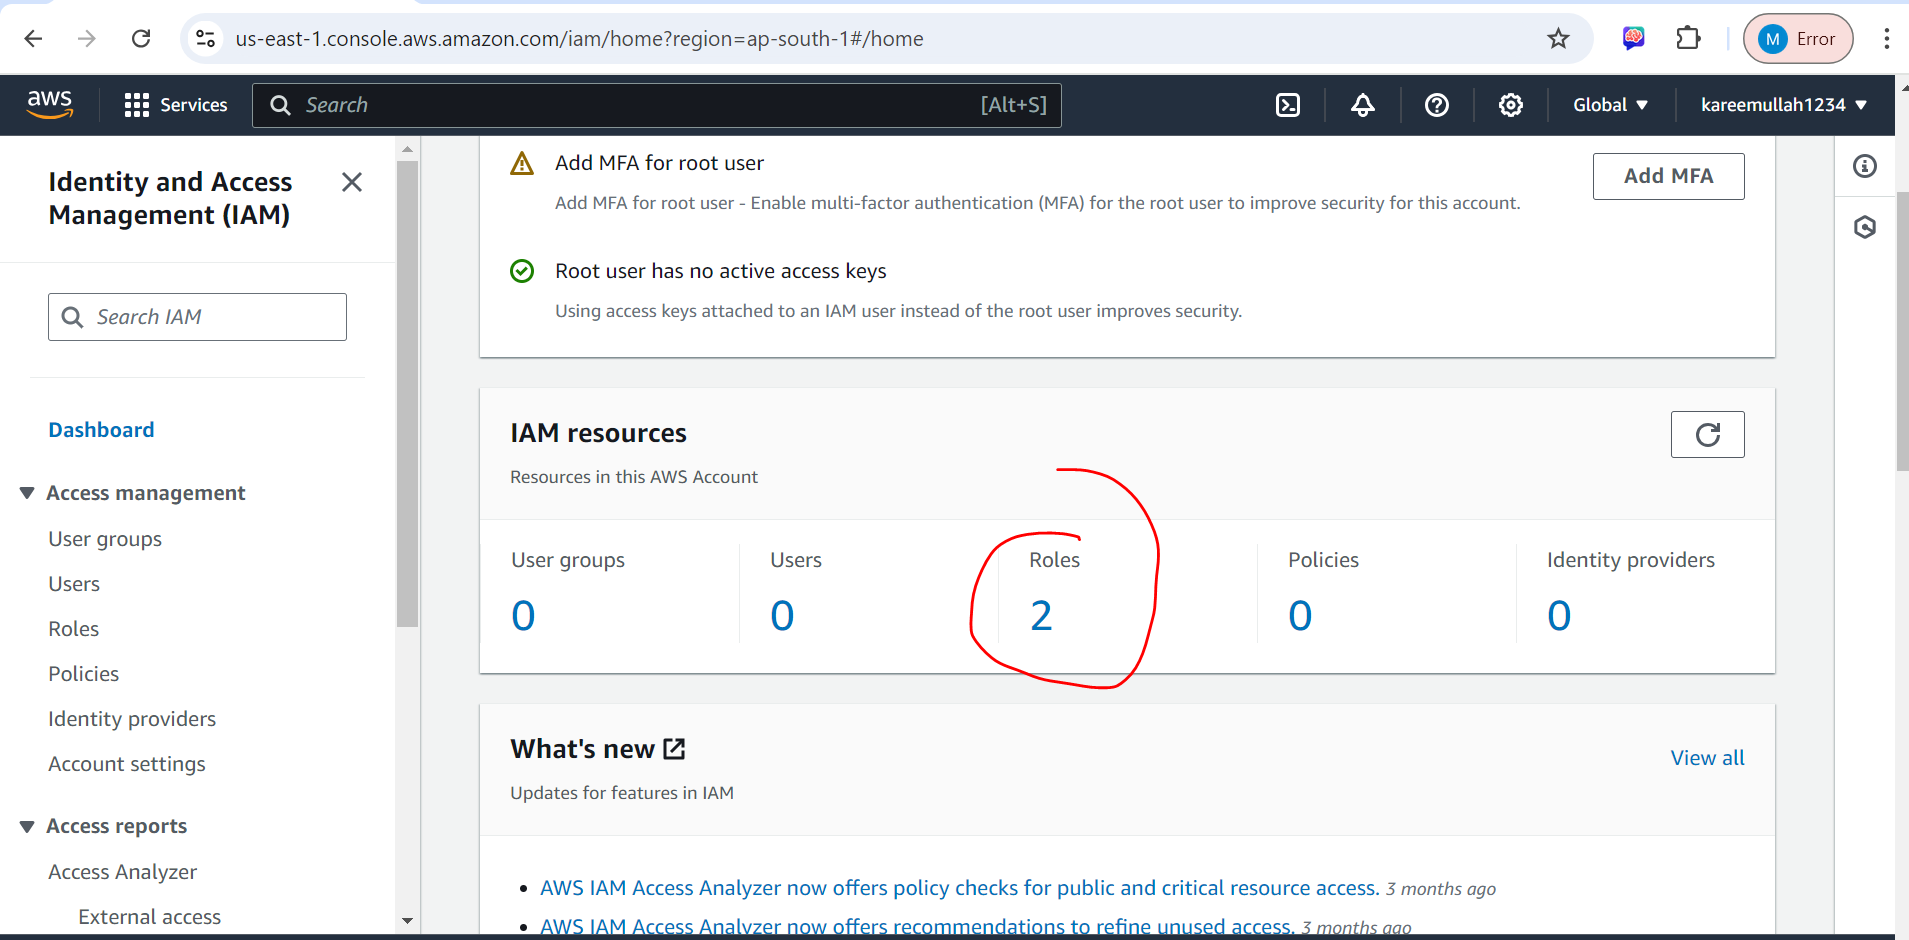 us-east-1.console.aws.amazon.com/iam/home?region=ap-south-1#/home
M Error
aws Services Search [Alt+S] Global kareemullah1234
Identity and Access
Management (IAM)
Search IAM
Dashboard
Access management
User groups
Users
Roles
Policies
Identity providers
Account settings
Access reports
Access Analyzer
External access
Add MFA for root user
Add MFA
Add MFA for root user - Enable multi-factor authentication (MFA) for the root user to improve security for this account.
Root user has no active access keys
Using access keys attached to an IAM user instead of the root user improves security.
IAM resources
Resources in this AWS Account
User groups Users Roles Policies Identity providers
0 0 2 0 0
What's new
View all
Updates for features in IAM
AWS IAM Access Analyzer now offers policy checks for public and critical resource access. 3 months ago
AWS IAM Access Analyzer now offers recommendations to refine unused access. 3 months ago